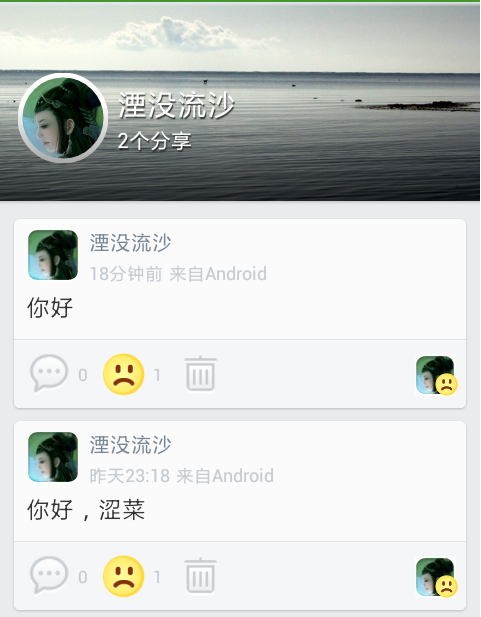 湮没流沙
2个分享
湮没流沙
18分钟前 来自Android
你好
0 1
湮没流沙
昨天23:18 来自Android
你好，涩菜
0 1